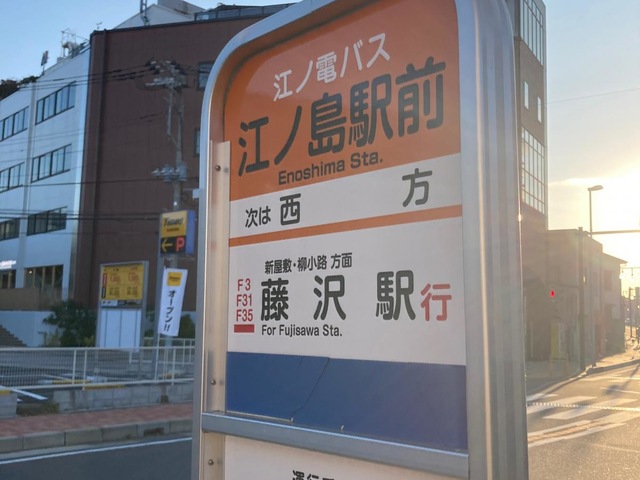 江ノ電バス
江ノ島駅前
Enoshima Sta.
次は 西方
新屋敷・柳小路 方面
F3
F31
F35
藤沢駅行
For Fujisawa Sta.
P
オープン!!